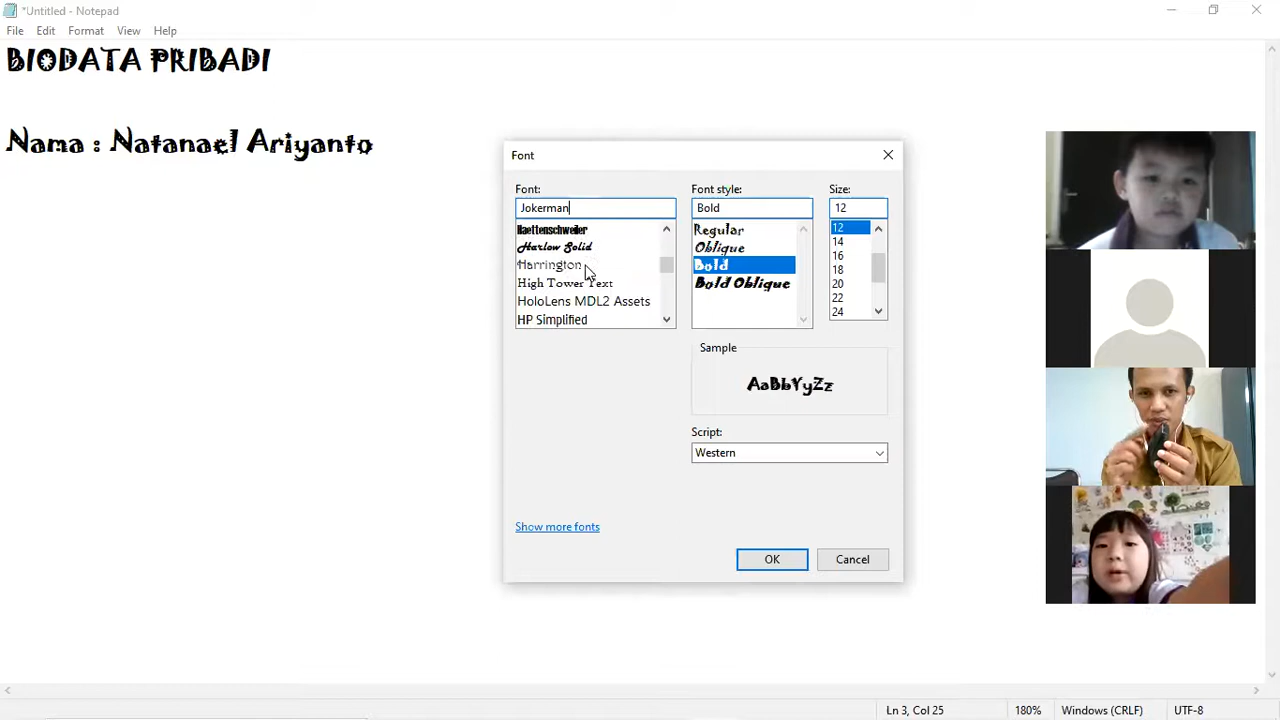 *Untitled - Notepad
File Edit Format View Help
BIODATA PRIBADI
Nama : Natanael Ariyanto
Font
Font:
Jokerman
Haettenschweiler
Harlow Solid
Harrington
High Tower Text
HoloLens MDL2 Assets
HP Simplified
Font style:
Bold
Regular
Oblique
Bold
Bold Oblique
Size:
12
12
14
16
18
20
22
24
Sample
AaBbYyZz
Script:
Western
Show more fonts
OK Cancel
Ln 3, Col 25 180% Windows (CRLF) UTF-8